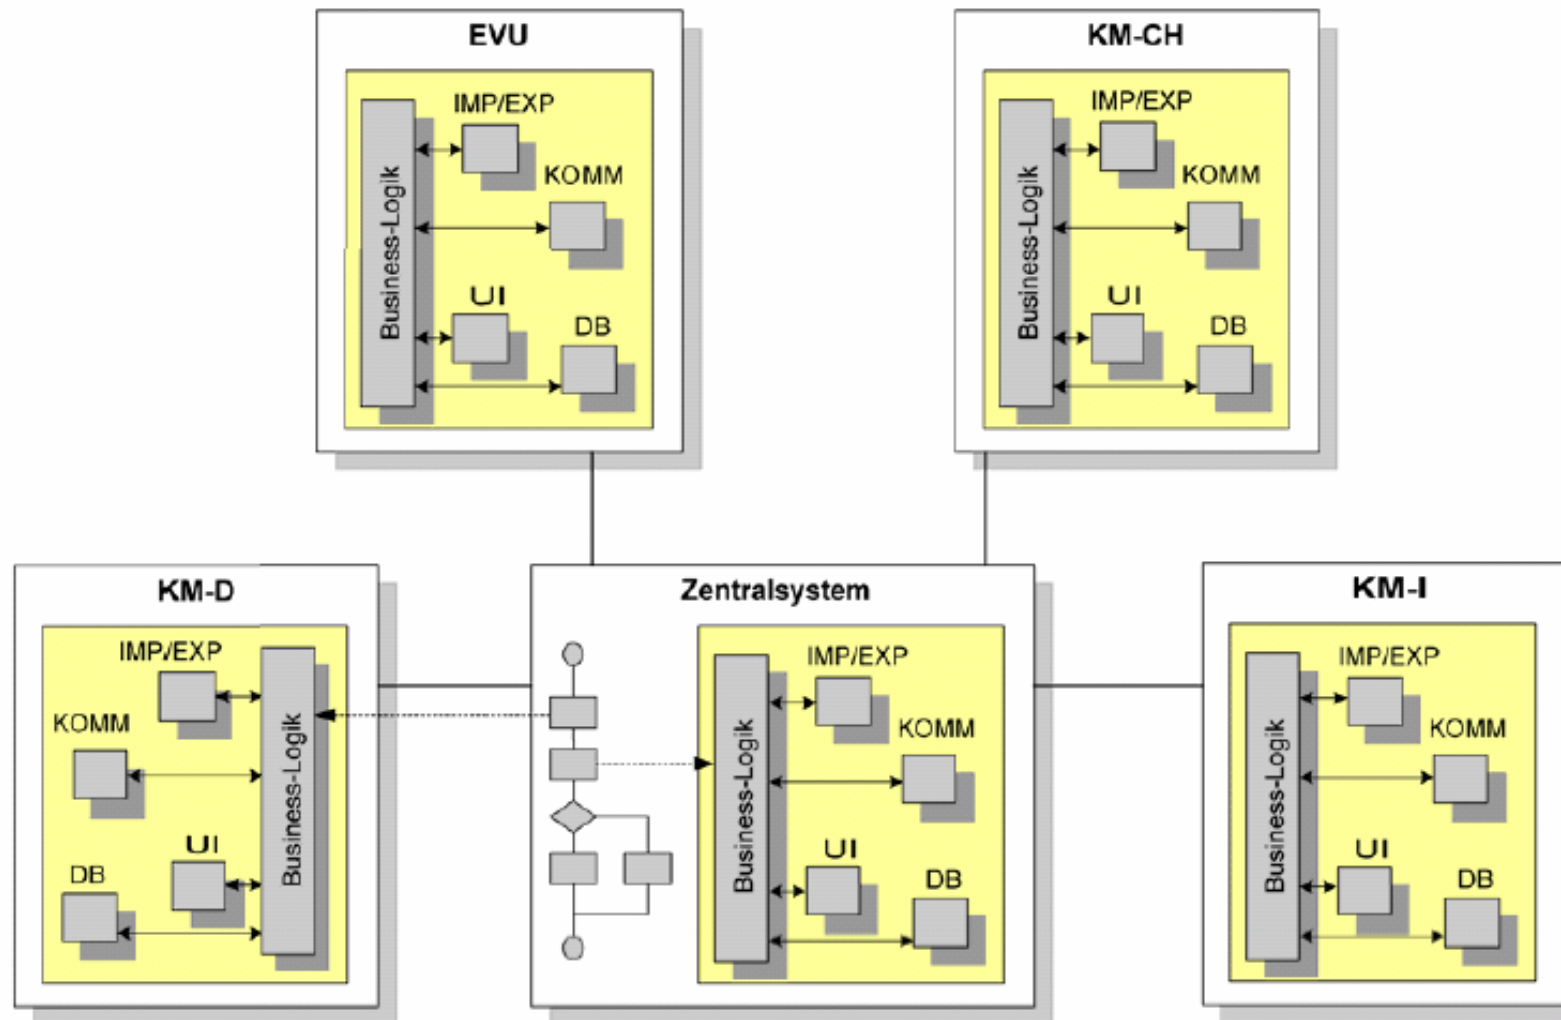 EVU
IMP/EXP
KOMM
Business-Logik
UI
DB
KM-CH
IMP/EXP
KOMM
Business-Logik
UI
DB
KM-D
IMP/EXP
KOMM
Business-Logik
UI
DB
Zentralsystem
IMP/EXP
KOMM
Business-Logik
UI
DB
KM-I
IMP/EXP
KOMM
Business-Logik
UI
DB